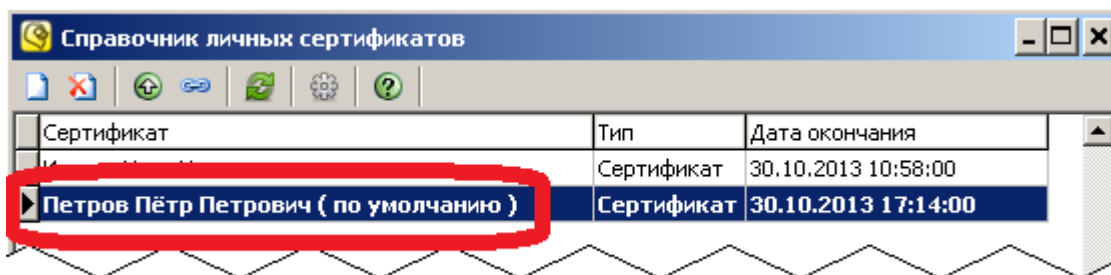 Справочник личных сертификатов
Сертификат Тип Дата окончания
Сертификат 30.10.2013 10:58:00
Петров Пётр Петрович ( по умолчанию ) Сертификат 30.10.2013 17:14:00